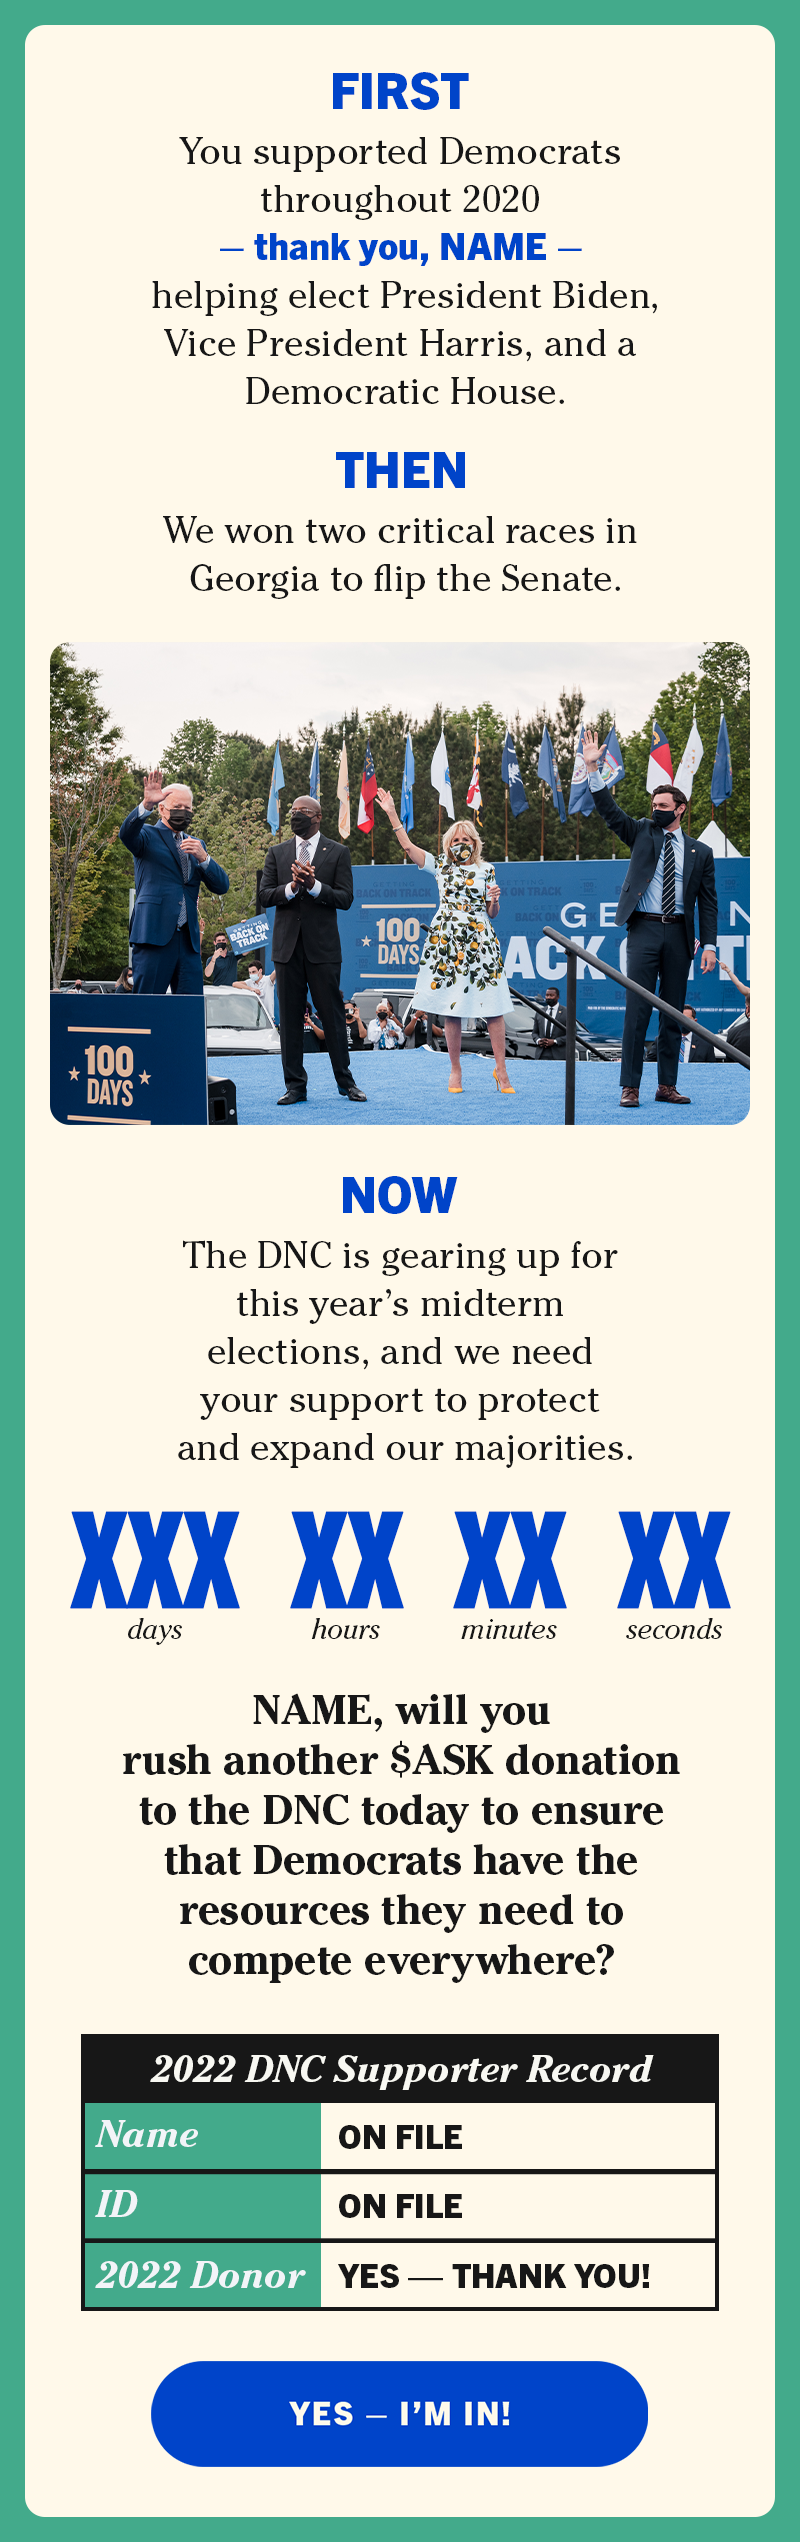 FIRST
You supported Democrats
throughout 2020
– thank you, NAME –
helping elect President Biden,
Vice President Harris, and a
Democratic House.
THEN
We won two critical races in
Georgia to flip the Senate.
GETTING
BACK ON TRACK
100
DAYS
GE N
ACK TI
100
DAYS
NOW
The DNC is gearing up for
this year’s midterm
elections, and we need
your support to protect
and expand our majorities.
XXX XX XX XX
days hours minutes seconds
NAME, will you
rush another $ASK donation
to the DNC today to ensure
that Democrats have the
resources they need to
compete everywhere?
2022 DNC Supporter Record
Name ON FILE
ID ON FILE
2022 Donor YES — THANK YOU!
YES – I’M IN!